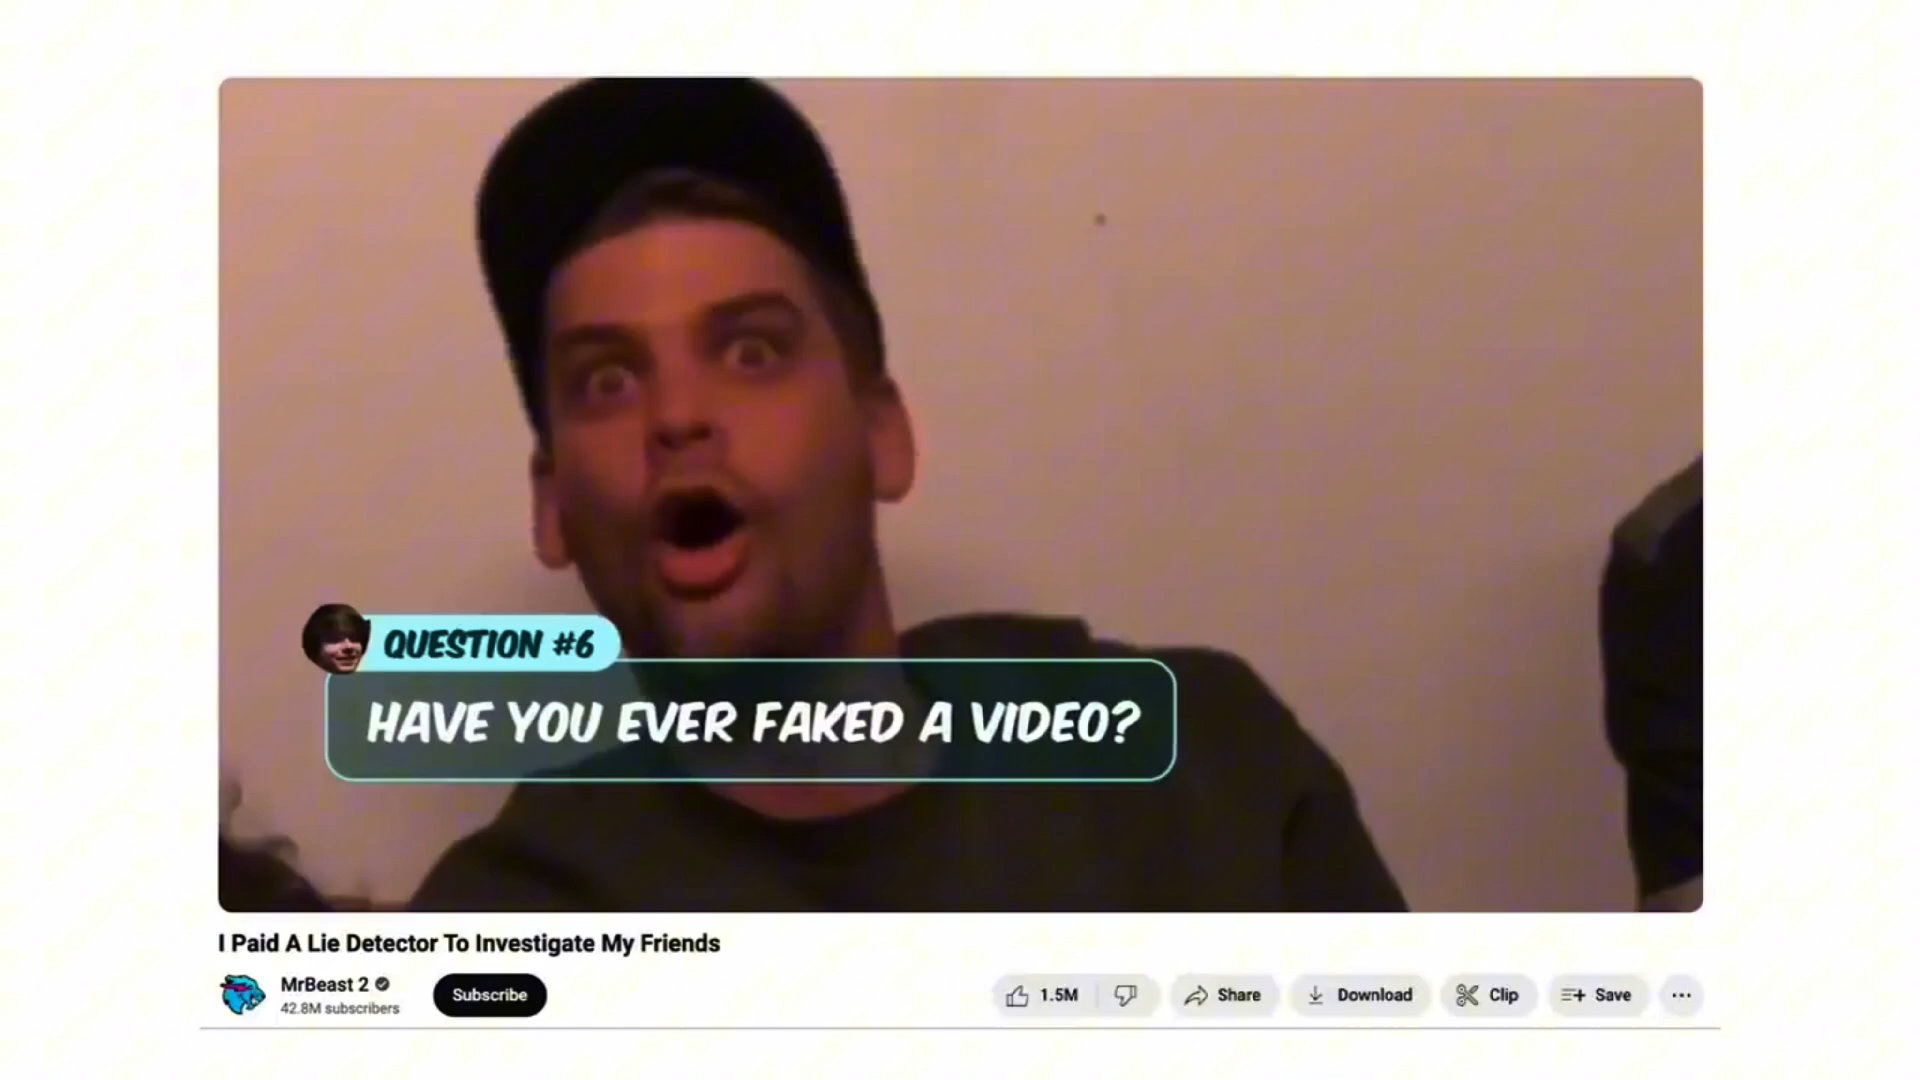 QUESTION #6
HAVE YOU EVER FAKED A VIDEO?
I Paid A Lie Detector To Investigate My Friends
MrBeast 2
42.8M subscribers
Subscribe
1.5M
Share
Download
Clip
Save